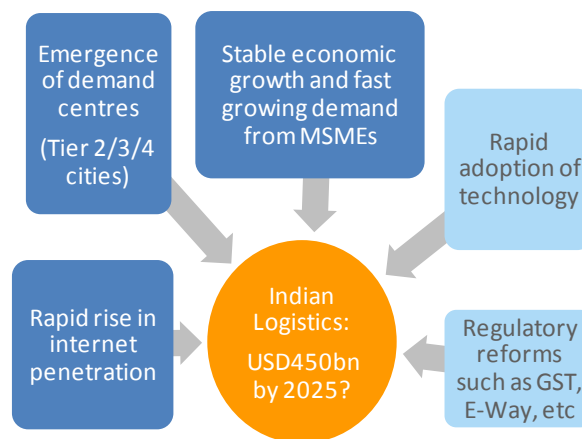 Emergence
of demand
centres
(Tier 2/3/4
cities)
Stable economic
growth and fast
growing demand
from MSMEs
Rapid
adoption of
technology
Rapid rise in
internet
penetration
Indian
Logistics:
USD450bn
by 2025?
Regulatory
reforms
such as GST,
E-Way, etc